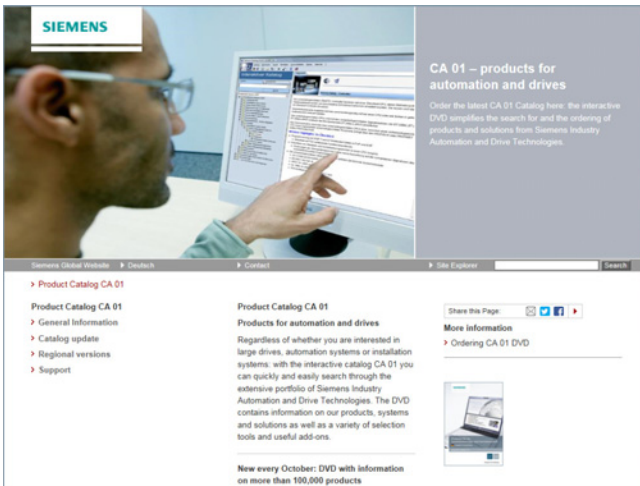 SIEMENS
CA 01 – products for
automation and drives
Order the latest CA 01 Catalog here: the interactive
DVD simplifies the search for and the ordering of
products and solutions from Siemens Industry
Automation and Drive Technologies.
Siemens Global Website
Deutsch
Contact
Site Explorer
Search
Product Catalog CA 01
Product Catalog CA 01
General Information
Catalog update
Regional versions
Support
Product Catalog CA 01
Products for automation and drives
Regardless of whether you are interested in
large drives, automation systems or installation
systems: with the interactive catalog CA 01 you
can quickly and easily search through the
extensive portfolio of Siemens Industry
Automation and Drive Technologies. The DVD
contains information on our products, systems
and solutions as well as a variety of selection
tools and useful add-ons.
New every October: DVD with information
on more than 100,000 products
Share this Page:
More information
Ordering CA 01 DVD